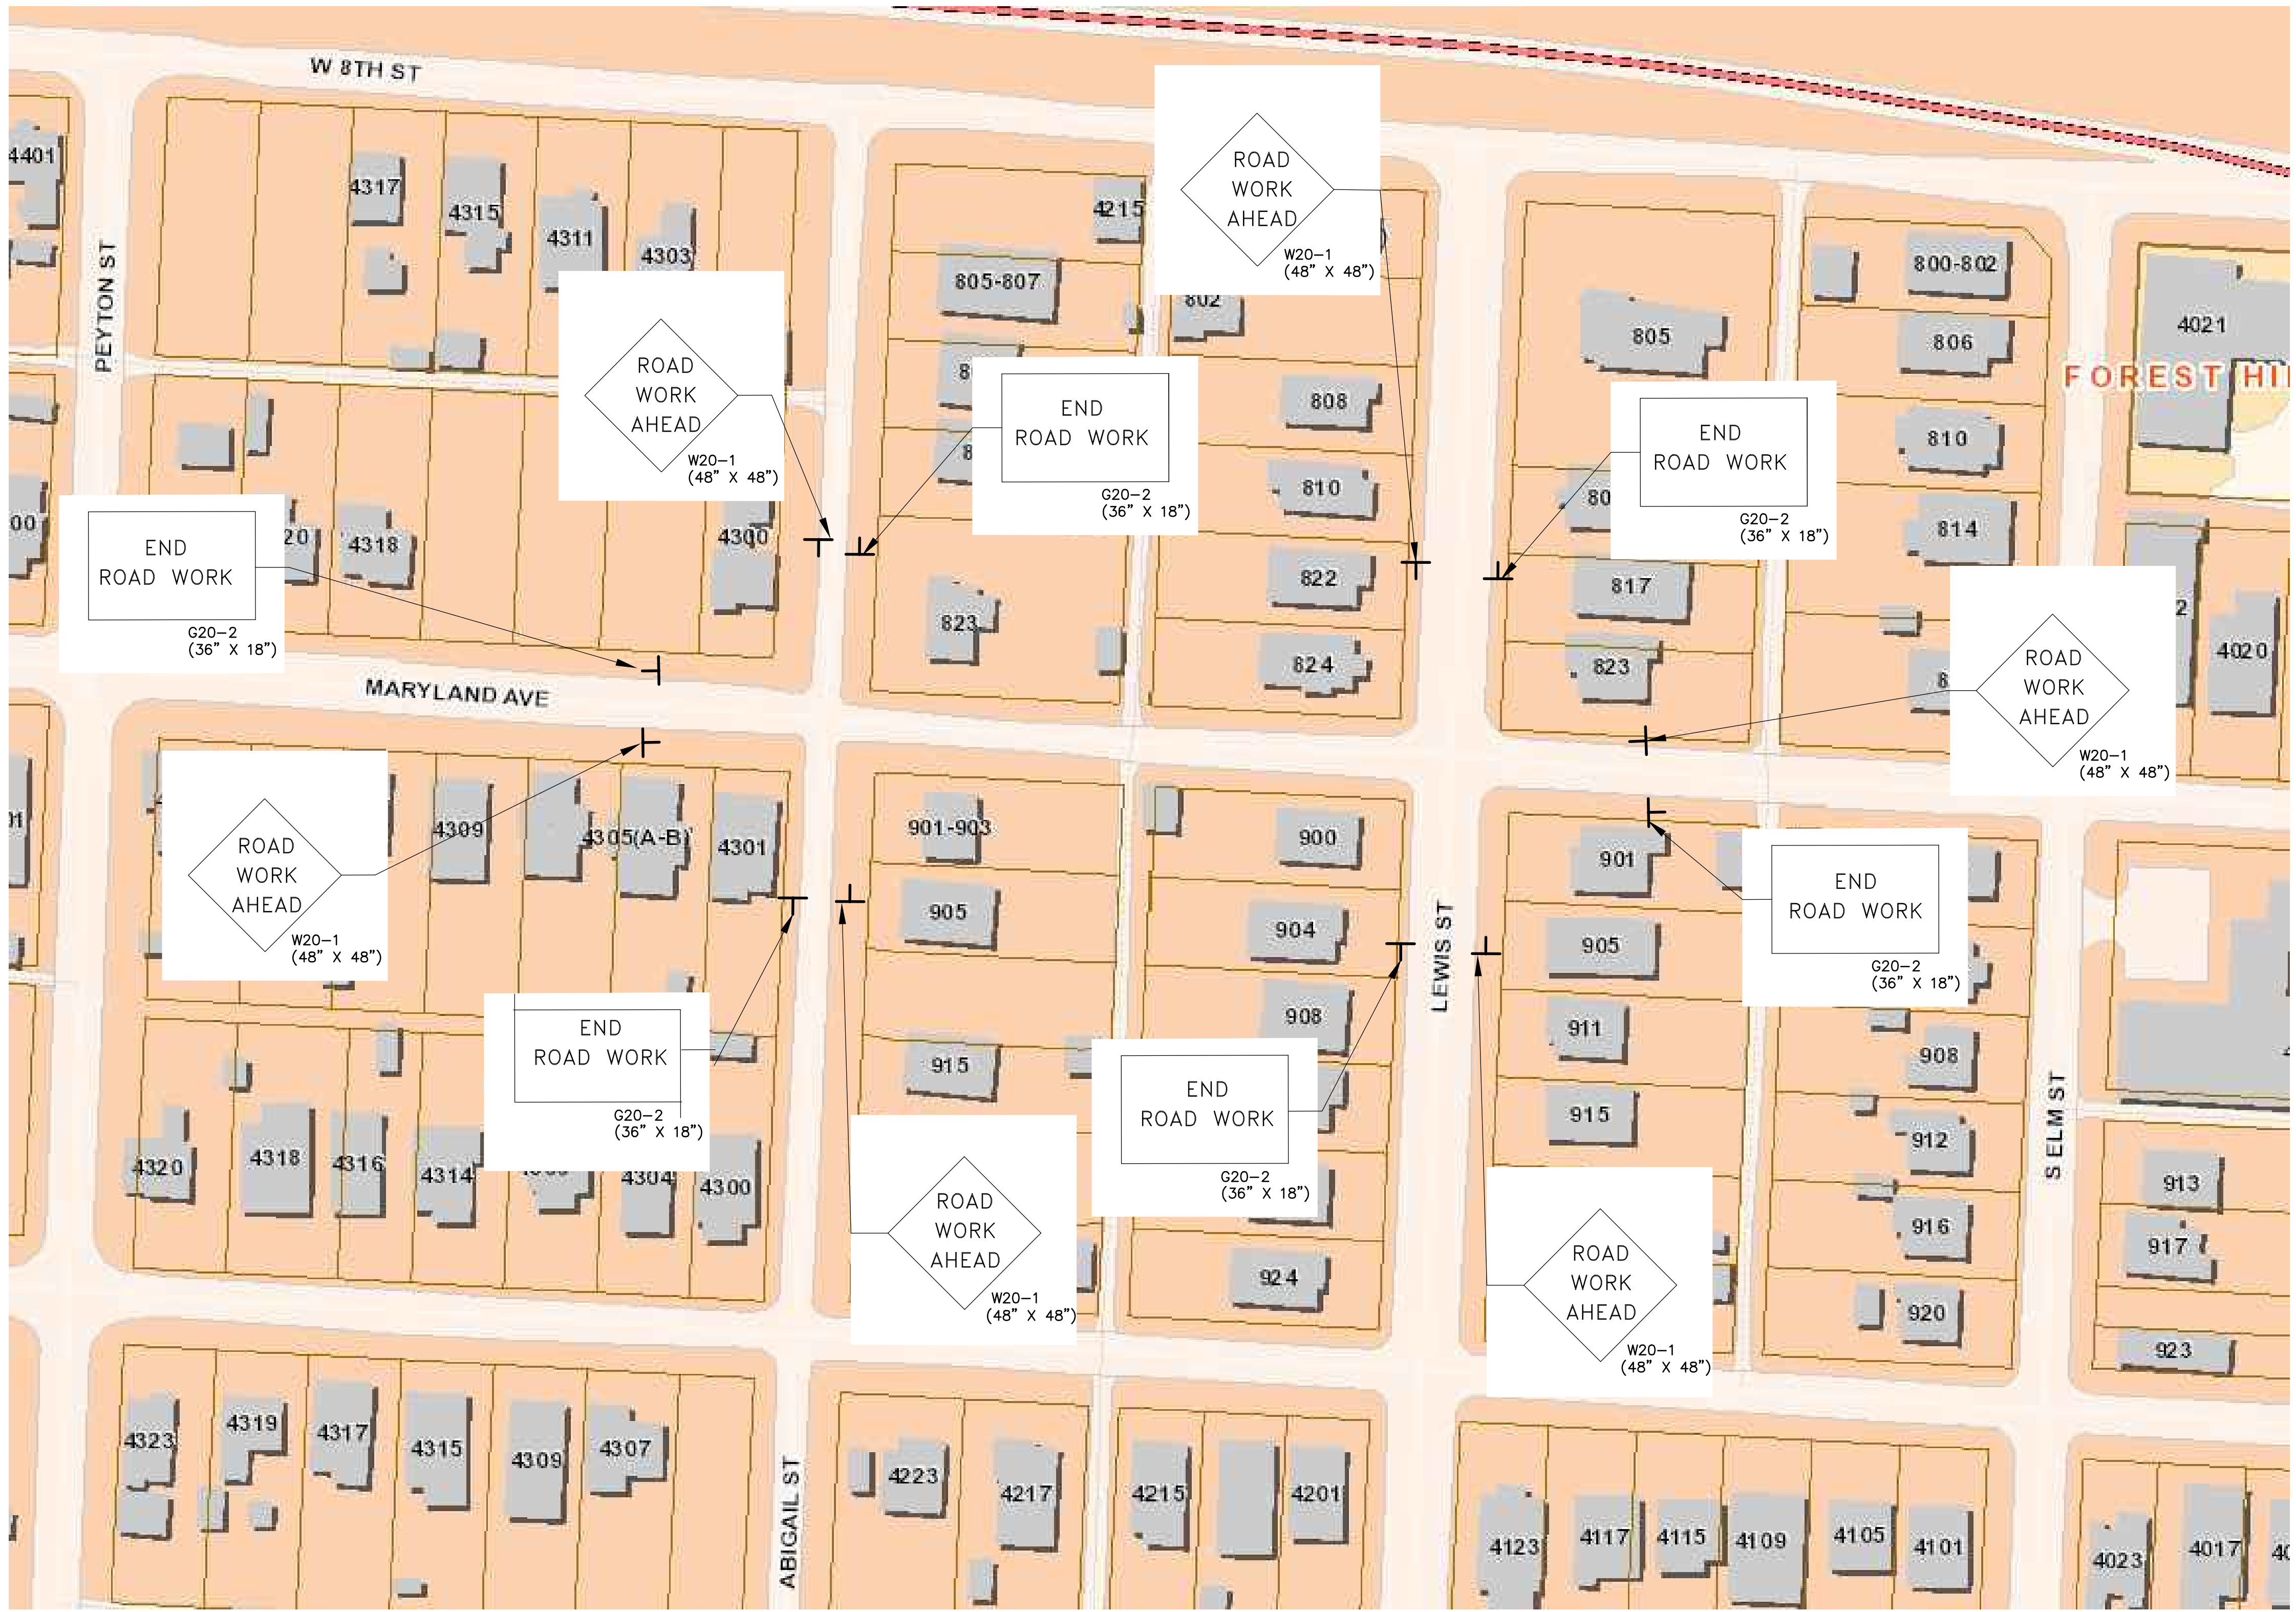 W 8TH ST
ROAD
WORK
AHEAD
W20-1
(48" X 48")
4401
4317
4315
4311
4303
4215
805-807
802
805
800-802
806
4021
PEYTON ST
FOREST HIL
ROAD
WORK
AHEAD
W20-1
(48" X 48")
END
ROAD WORK
G20-2
(36" X 18")
808
810
END
ROAD WORK
G20-2
(36" X 18")
810
814
END
ROAD WORK
G20-2
(36" X 18")
4318
4300
823
822
824
817
823
ROAD
WORK
AHEAD
W20-1
(48" X 48")
4020
MARYLAND AVE
ROAD
WORK
AHEAD
W20-1
(48" X 48")
4309
4305(A-B)
4301
901-903
905
900
904
901
905
END
ROAD WORK
G20-2
(36" X 18")
LEWIS ST
END
ROAD WORK
G20-2
(36" X 18")
915
908
911
915
908
912
END
ROAD WORK
G20-2
(36" X 18")
S ELM ST
4320
4318
4316
4314
4304
4300
ROAD
WORK
AHEAD
W20-1
(48" X 48")
924
ROAD
WORK
AHEAD
W20-1
(48" X 48")
916
920
913
917
923
4323
4319
4317
4315
4309
4307
ABIGAIL ST
4223
4217
4215
4201
4123
4117
4115
4109
4105
4101
4023
4017